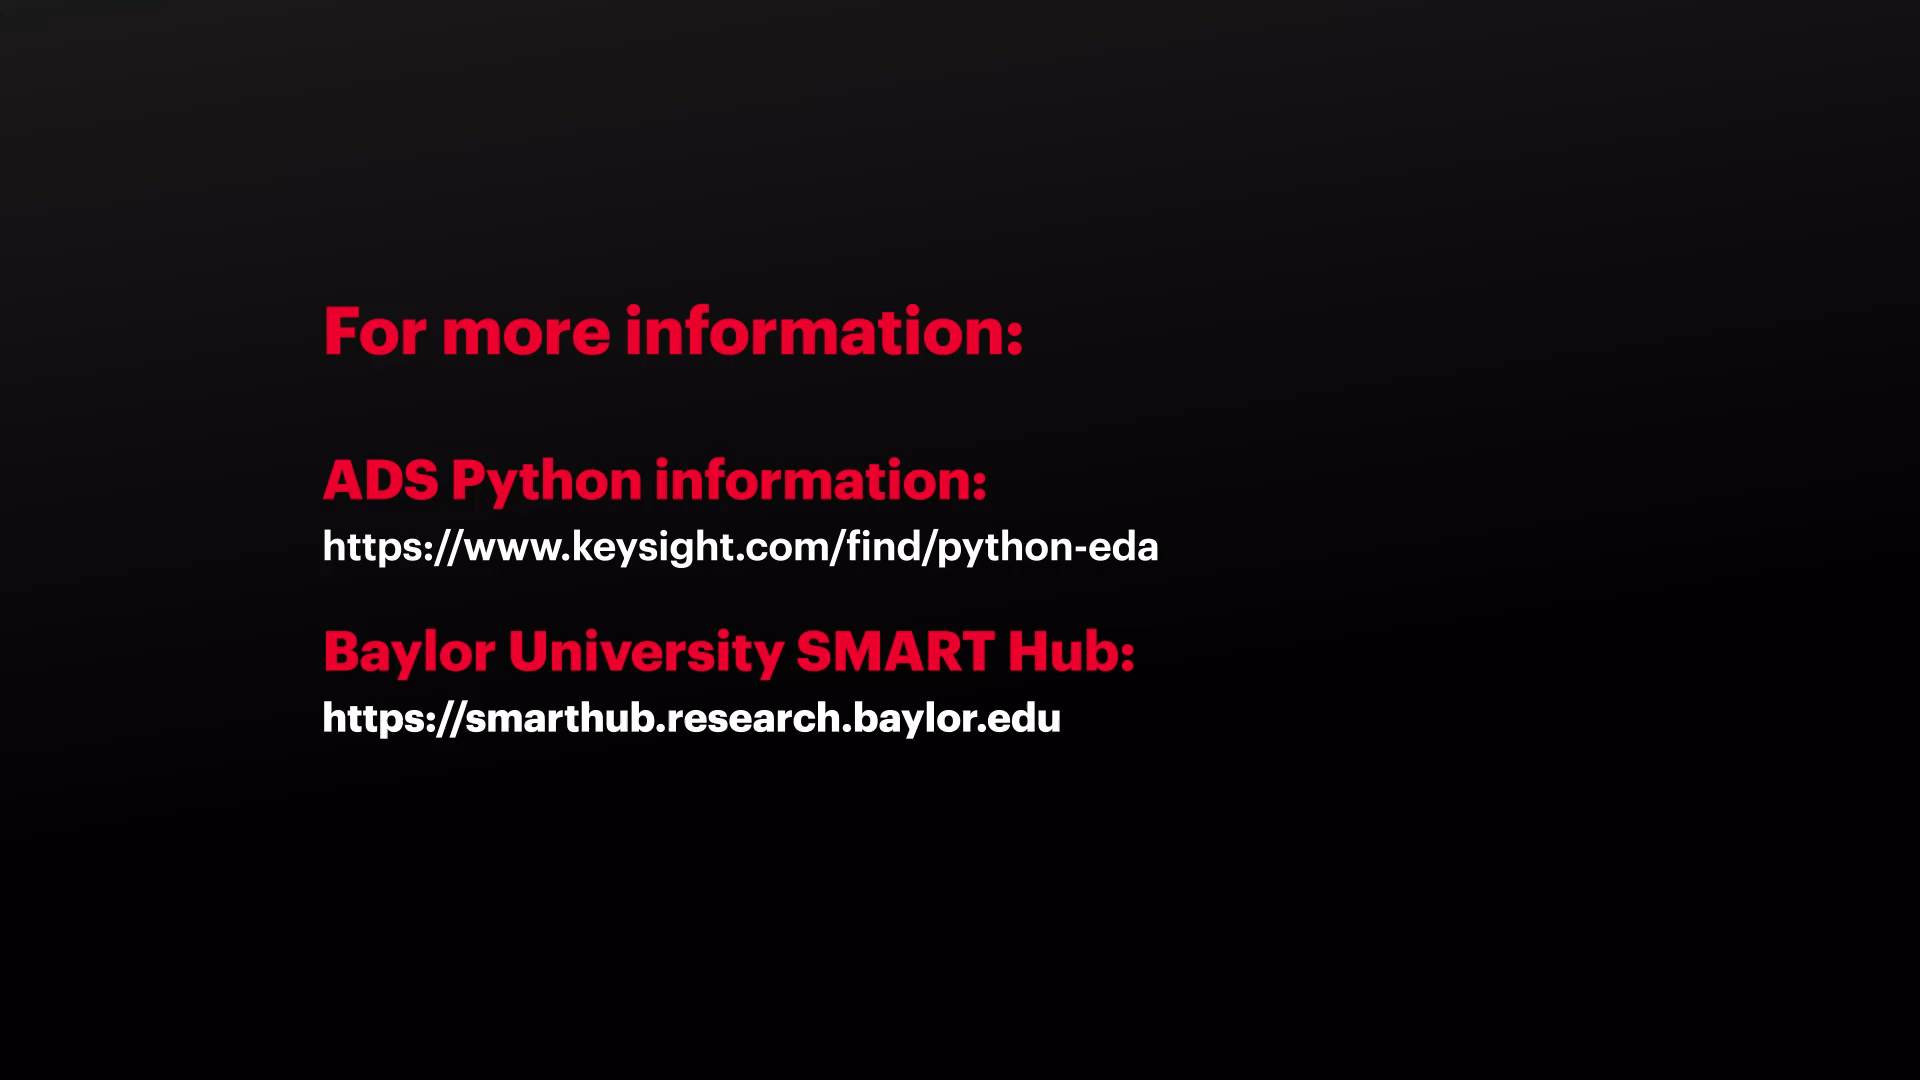 For more information:
ADS Python information:
https://www.keysight.com/find/python-eda
Baylor University SMART Hub:
https://smarthub.research.baylor.edu